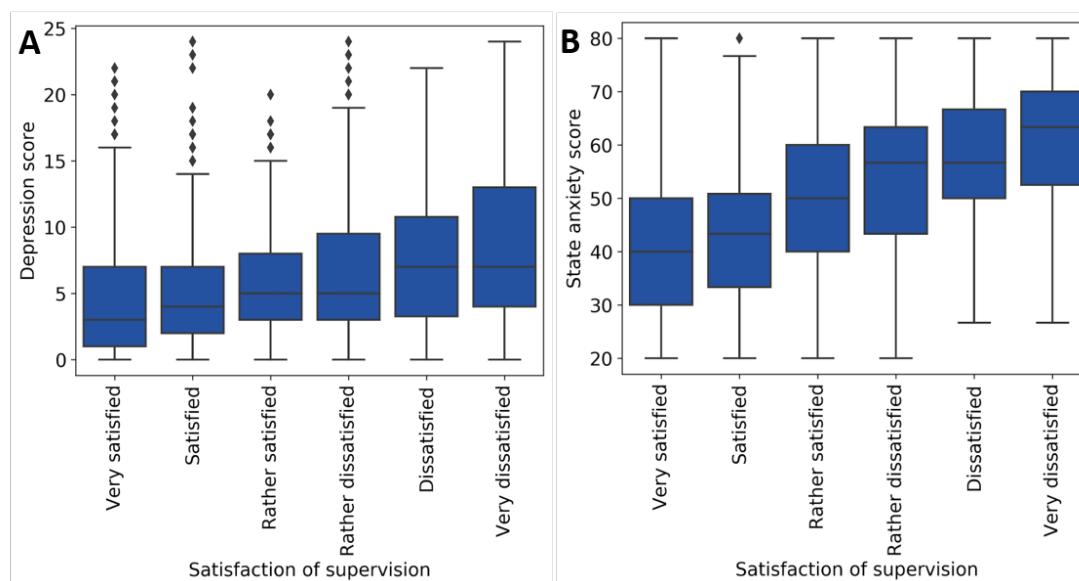 A
Depression score
25
20
15
10
5
0
Very satisfied
Satisfied
Rather satisfied
Rather dissatisfied
Dissatisfied
Very dissatisfied
Satisfaction of supervision
B
State anxiety score
80
70
60
50
40
30
20
Very satisfied
Satisfied
Rather satisfied
Rather dissatisfied
Dissatisfied
Very dissatisfied
Satisfaction of supervision